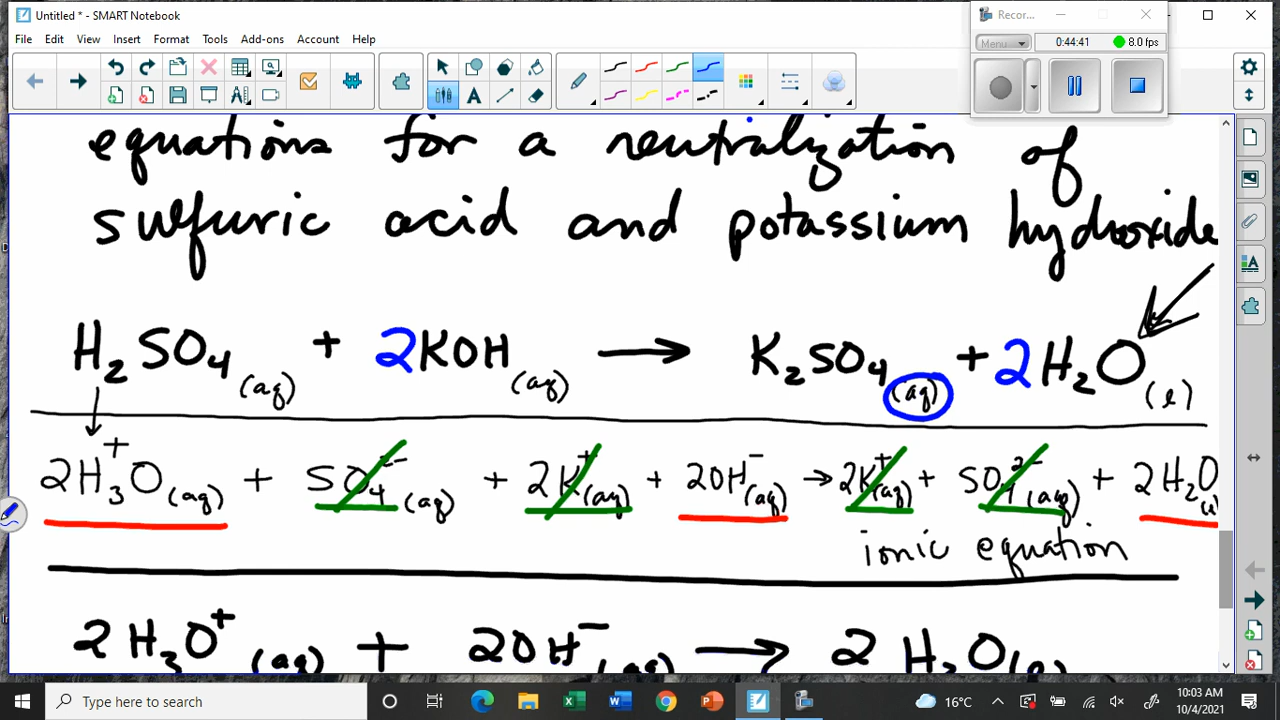 Untitled * - SMART Notebook
Recor...
File Edit View Insert Format Tools Add-ons Account Help
Menu 0:44:41 8.0 fps
equations for a neutralization of
sulfuric acid and potassium hydroxide
H₂SO₄(aq) + 2KOH(aq) → K₂SO₄(aq) + 2H₂O(l)
2H₃⁺O(aq) + SO₄²⁻(aq) + 2K⁺(aq) + 2OH⁻(aq) → 2K⁺(aq) + SO₄²⁻(aq) + 2H₂O(l)
ionic equation
2H₃O⁺(aq) + 2OH⁻(aq) → 2H₂O(l)
Type here to search
16°C
10:03 AM
10/4/2021